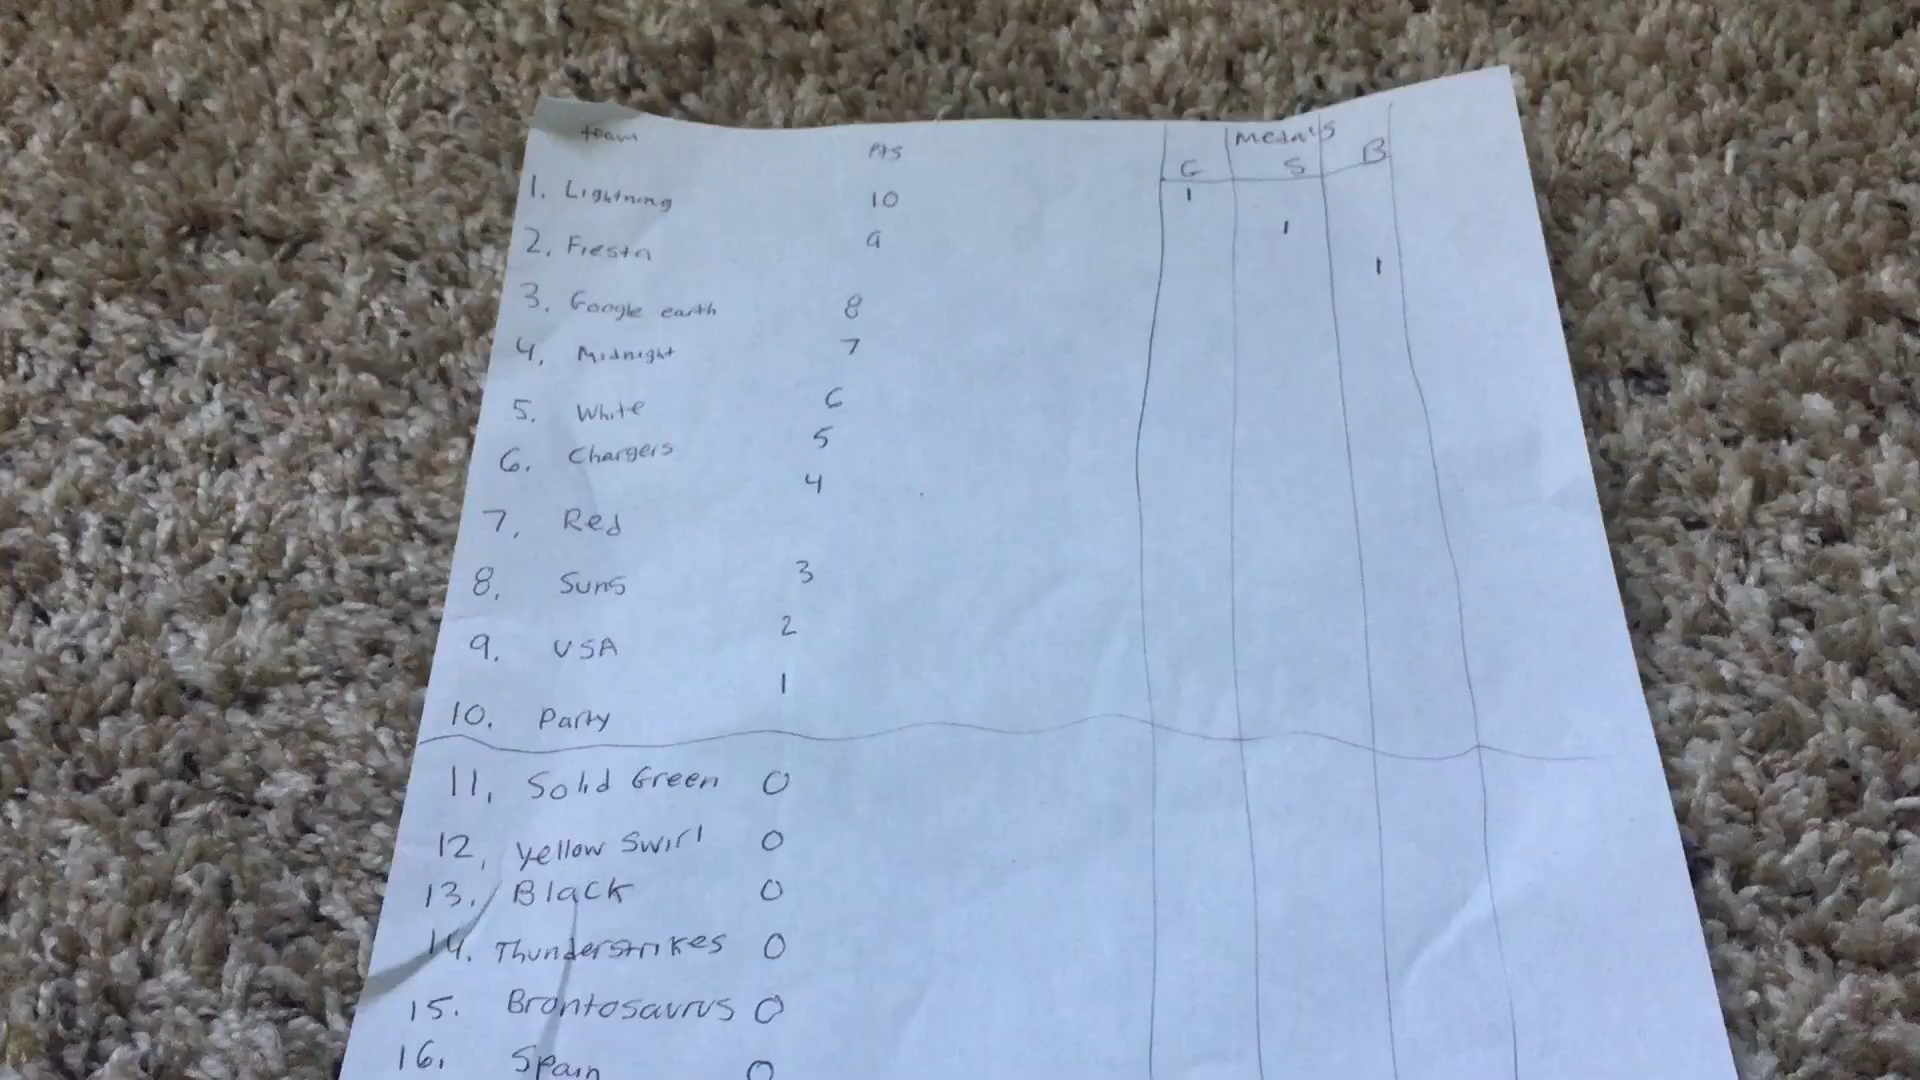 team pts Medals
G S B
1. Lightning 10 1
2. Fiesta 9 1
3. Google earth 8 1
4. Midnight 7
5. White 6
6. Chargers 5
7. Red 4
8. Suns 3
9. USA 2
10. Party 1
11. Solid Green 0
12. Yellow Swirl 0
13. Black 0
14. Thunderstrikes 0
15. Brontosaurus 0
16. Spain 0